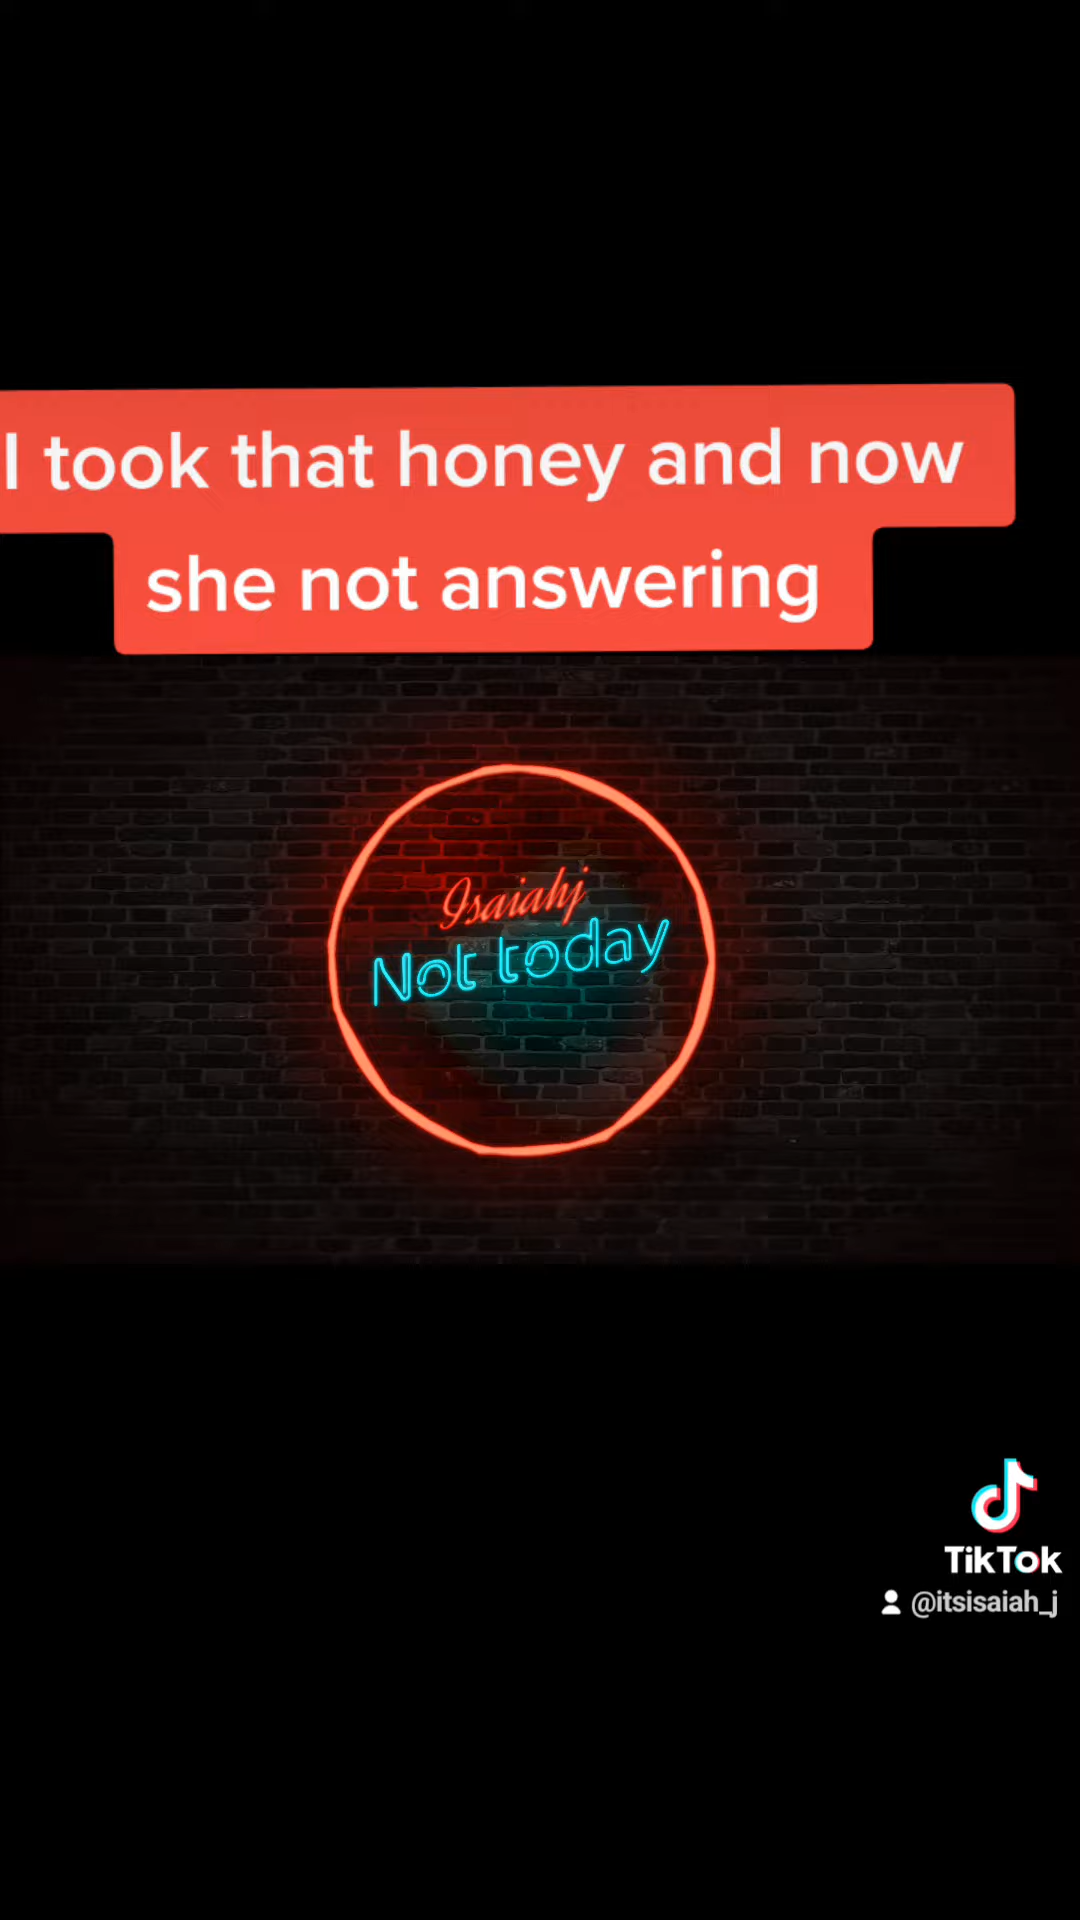 I took that honey and now
she not answering
Isaiahj
Not today
TikTok
@itsisaiah_j